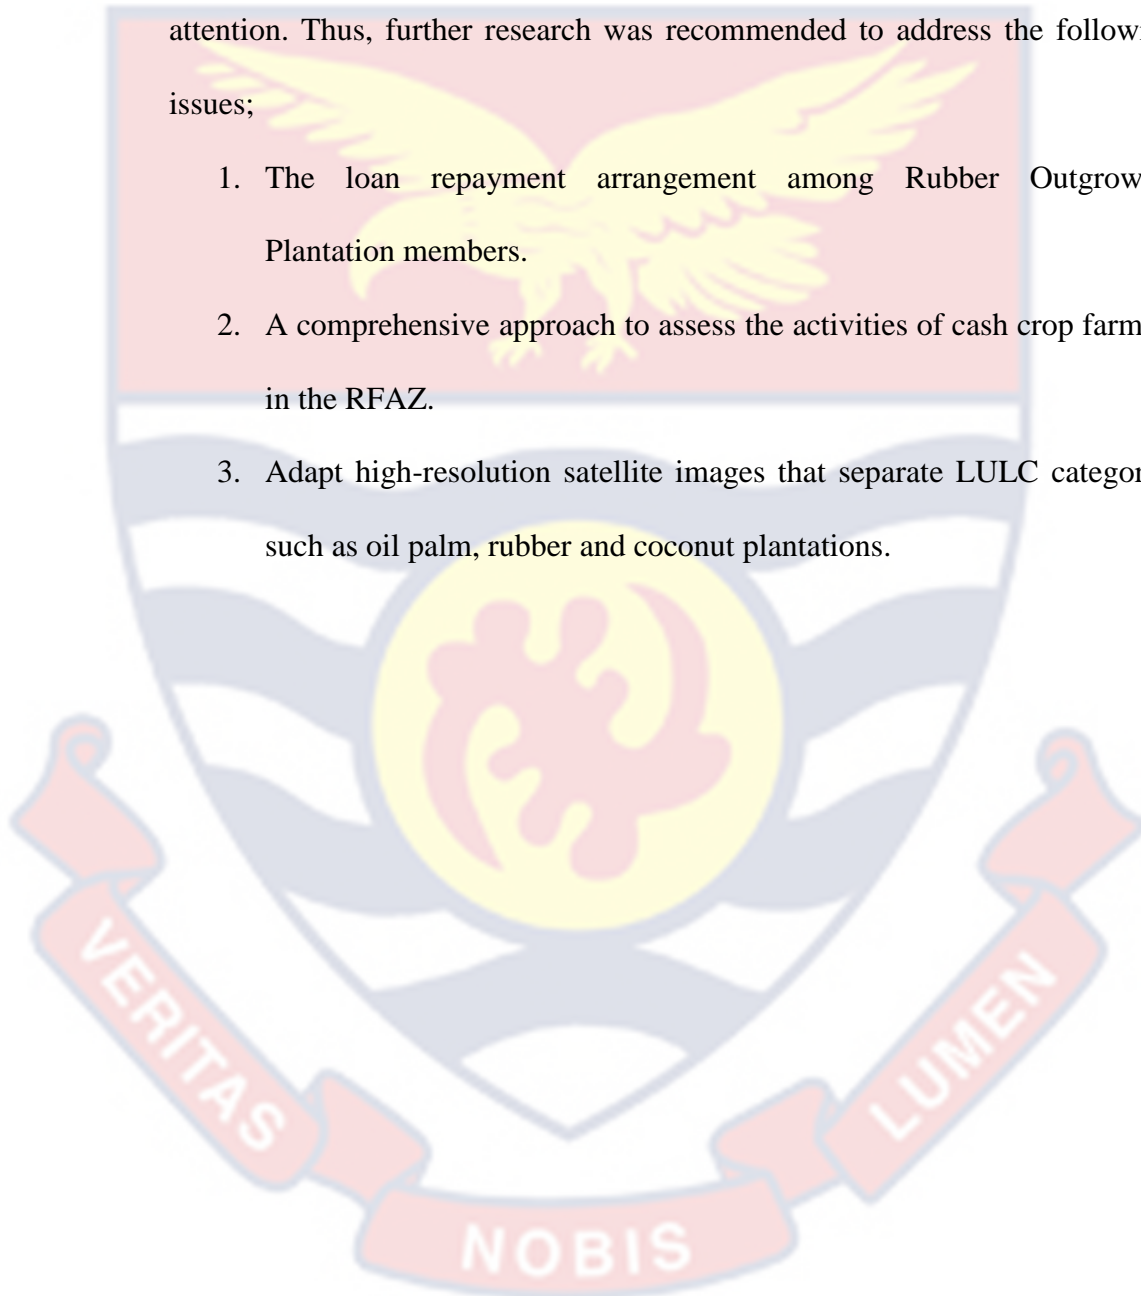 attention. Thus, further research was recommended to address the followi
issues;
1. The loan repayment arrangement among Rubber Outgrow
Plantation members.
2. A comprehensive approach to assess the activities of cash crop farm
in the RFAZ.
3. Adapt high-resolution satellite images that separate LULC categor
such as oil palm, rubber and coconut plantations.
VERITAS
NOBIS
LUMEN